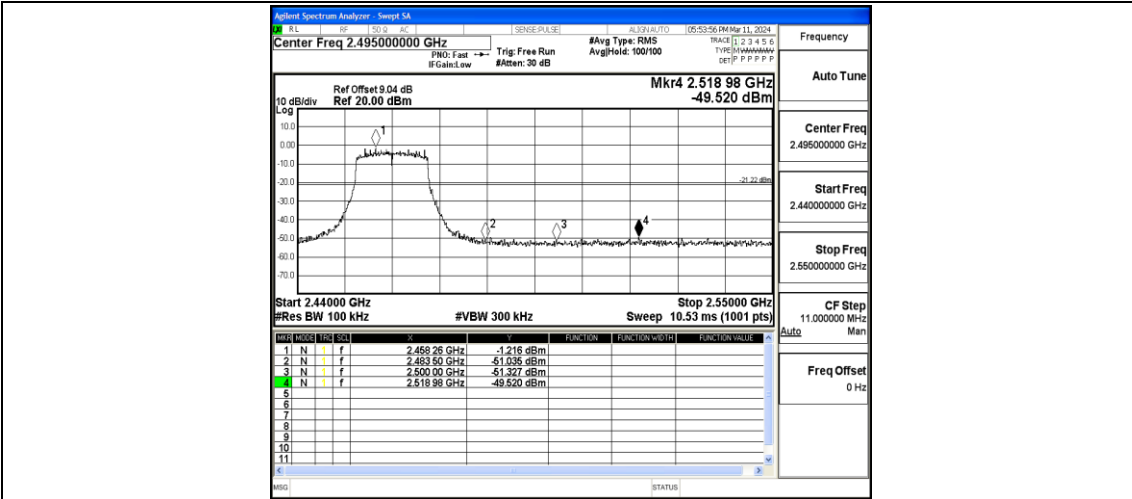 Agilent Spectrum Analyzer - Swept SA
RL RF 50 Ω AC SENSE:PULSE ALIGN AUTO 05:53:56 PM Mar 11, 2024
Center Freq 2.495000000 GHz
PNO: Fast
IFGain:Low
Trig: Free Run
#Atten: 30 dB
#Avg Type: RMS
Avg|Hold: 100/100
TRACE 1 2 3 4 5 6
TYPE MWWWWW
DET P P P P P P
Frequency
Auto Tune
Center Freq
2.495000000 GHz
Start Freq
2.440000000 GHz
Stop Freq
2.550000000 GHz
CF Step
11.000000 MHz
Auto Man
Freq Offset
0 Hz
Mkr4 2.518 98 GHz
-49.520 dBm
Ref Offset 9.04 dB
10 dB/div Ref 20.00 dBm
Log
10.0
0.00
-10.0
-20.0
-30.0
-40.0
-50.0
-60.0
-70.0
1
2
3
4
-21.22 dBm
Start 2.44000 GHz Stop 2.55000 GHz
#Res BW 100 kHz #VBW 300 kHz Sweep 10.53 ms (1001 pts)
MKR MODE TRC SCL X Y FUNCTION FUNCTION WIDTH FUNCTION VALUE
1 N 1 f 2.458 26 GHz -1.216 dBm
2 N 1 f 2.483 50 GHz -51.035 dBm
3 N 1 f 2.500 00 GHz -51.327 dBm
4 N 1 f 2.518 98 GHz -49.520 dBm
5
6
7
8
9
10
11
MSG STATUS